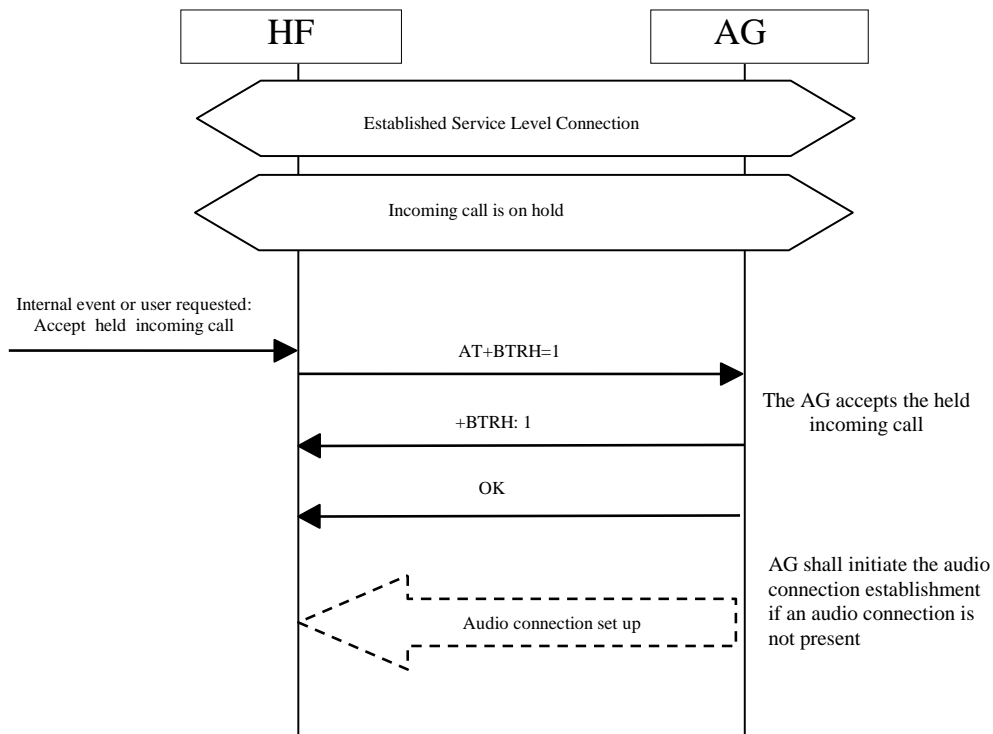 HF
AG
Established Service Level Connection
Incoming call is on hold
Internal event or user requested:
Accept held incoming call
AT+BTRH=1
The AG accepts the held
incoming call
+BTRH: 1
OK
AG shall initiate the audio
connection establishment
if an audio connection is
not present
Audio connection set up